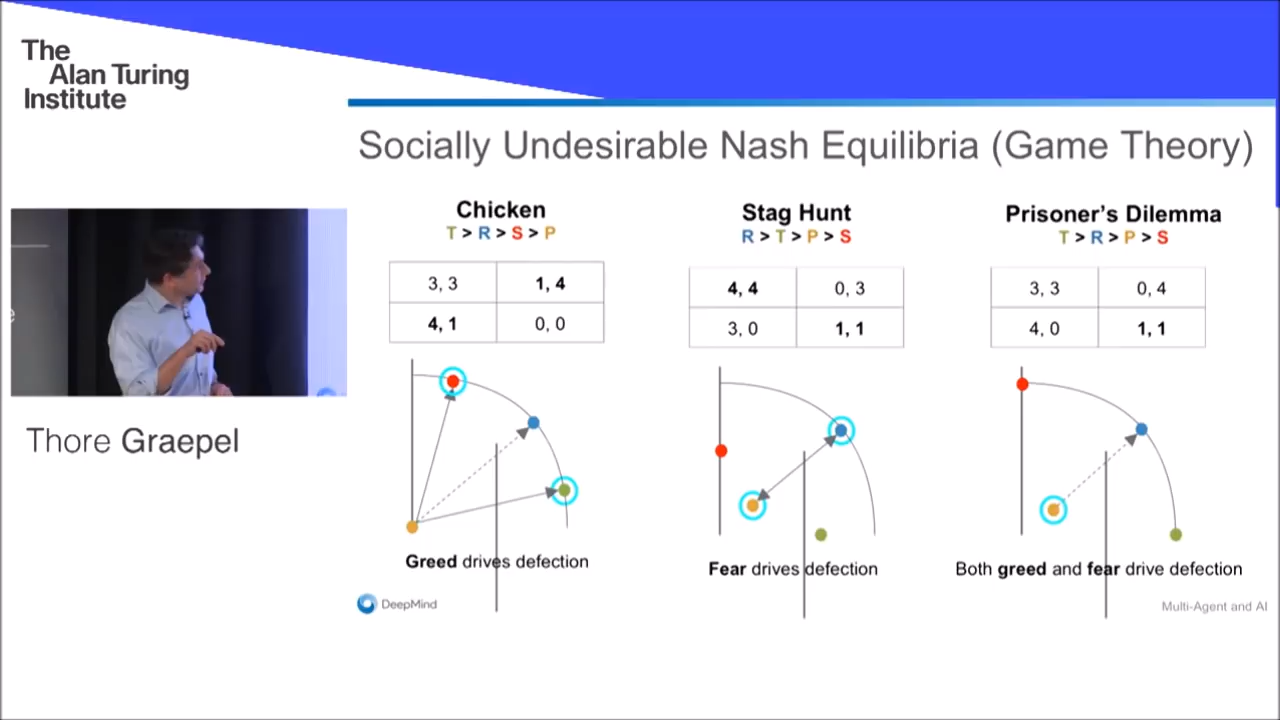 The
Alan Turing
Institute
Socially Undesirable Nash Equilibria (Game Theory)
Chicken
T > R > S > P
3, 3 1, 4
4, 1 0, 0
Greed drives defection
Stag Hunt
R > T > P > S
4, 4 0, 3
3, 0 1, 1
Fear drives defection
Prisoner's Dilemma
T > R > P > S
3, 3 0, 4
4, 0 1, 1
Both greed and fear drive defection
Thore Graepel
DeepMind
Multi-Agent and AI